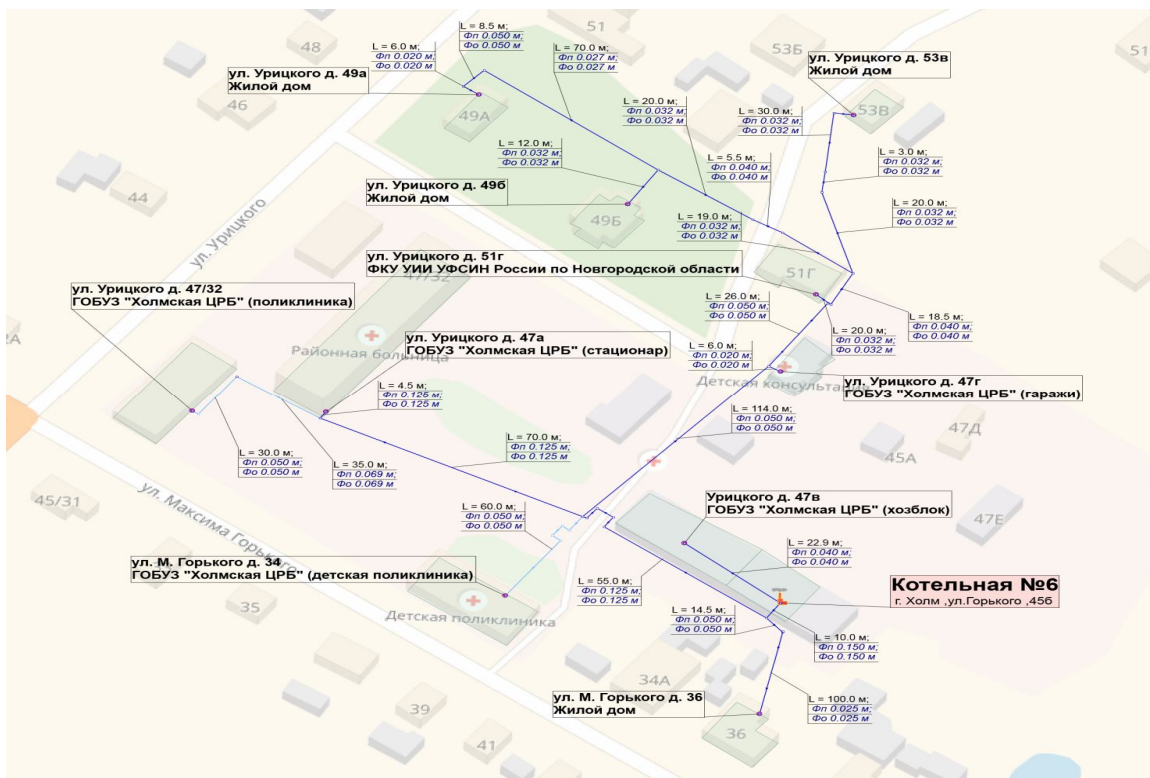 L = 8.5 м;
Фп 0.050 м;
Фо 0.050 м
L = 6.0 м;
Фп 0.020 м;
Фо 0.020 м
L = 70.0 м;
Фп 0.027 м;
Фо 0.027 м
48
51
53Б
51
ул. Урицкого д. 49а
Жилой дом
ул. Урицкого д. 53в
Жилой дом
46
49А
53В
L = 20.0 м;
Фп 0.032 м;
Фо 0.032 м
L = 30.0 м;
Фп 0.032 м;
Фо 0.032 м
L = 12.0 м;
Фп 0.032 м;
Фо 0.032 м
L = 5.5 м;
Фп 0.040 м;
Фо 0.040 м
L = 3.0 м;
Фп 0.032 м;
Фо 0.032 м
44
ул. Урицкого д. 49б
Жилой дом
49Б
L = 19.0 м;
Фп 0.032 м;
Фо 0.032 м
L = 20.0 м;
Фп 0.032 м;
Фо 0.032 м
ул. Урицкого
ул. Урицкого д. 51г
ФКУ УИИ УФСИН России по Новгородской области
47/32
51Г
ул. Урицкого д. 47/32
ГОБУЗ "Холмская ЦРБ" (поликлиника)
L = 26.0 м;
Фп 0.050 м;
Фо 0.050 м
L = 20.0 м;
Фп 0.032 м;
Фо 0.032 м
L = 18.5 м;
Фп 0.040 м;
Фо 0.040 м
2А
Районная больница
ул. Урицкого д. 47а
ГОБУЗ "Холмская ЦРБ" (стационар)
L = 6.0 м;
Фп 0.020 м;
Фо 0.020 м
Детская консультация
ул. Урицкого д. 47г
ГОБУЗ "Холмская ЦРБ" (гаражи)
L = 4.5 м;
Фп 0.125 м;
Фо 0.125 м
L = 114.0 м;
Фп 0.050 м;
Фо 0.050 м
47Д
45А
L = 70.0 м;
Фп 0.125 м;
Фо 0.125 м
L = 30.0 м;
Фп 0.050 м;
Фо 0.050 м
L = 35.0 м;
Фп 0.069 м;
Фо 0.069 м
45/31
ул. Максима Горького
L = 60.0 м;
Фп 0.050 м;
Фо 0.050 м
Урицкого д. 47в
ГОБУЗ "Холмская ЦРБ" (хозблок)
47Е
L = 22.9 м;
Фп 0.040 м;
Фо 0.040 м
ул. М. Горького д. 34
ГОБУЗ "Холмская ЦРБ" (детская поликлиника)
L = 55.0 м;
Фп 0.125 м;
Фо 0.125 м
Котельная №6
г. Холм ,ул.Горького ,45б
35
Детская поликлиника
L = 14.5 м;
Фп 0.050 м;
Фо 0.050 м
L = 10.0 м;
Фп 0.150 м;
Фо 0.150 м
34А
ул. М. Горького д. 36
Жилой дом
L = 100.0 м;
Фп 0.025 м;
Фо 0.025 м
39
36
41